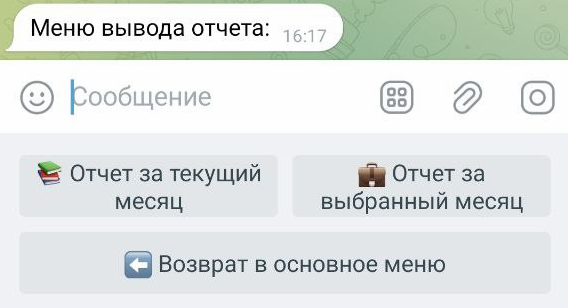 Меню вывода отчета: 16:17
Сообщение
Отчет за текущий
месяц
Отчет за
выбранный месяц
Возврат в основное меню